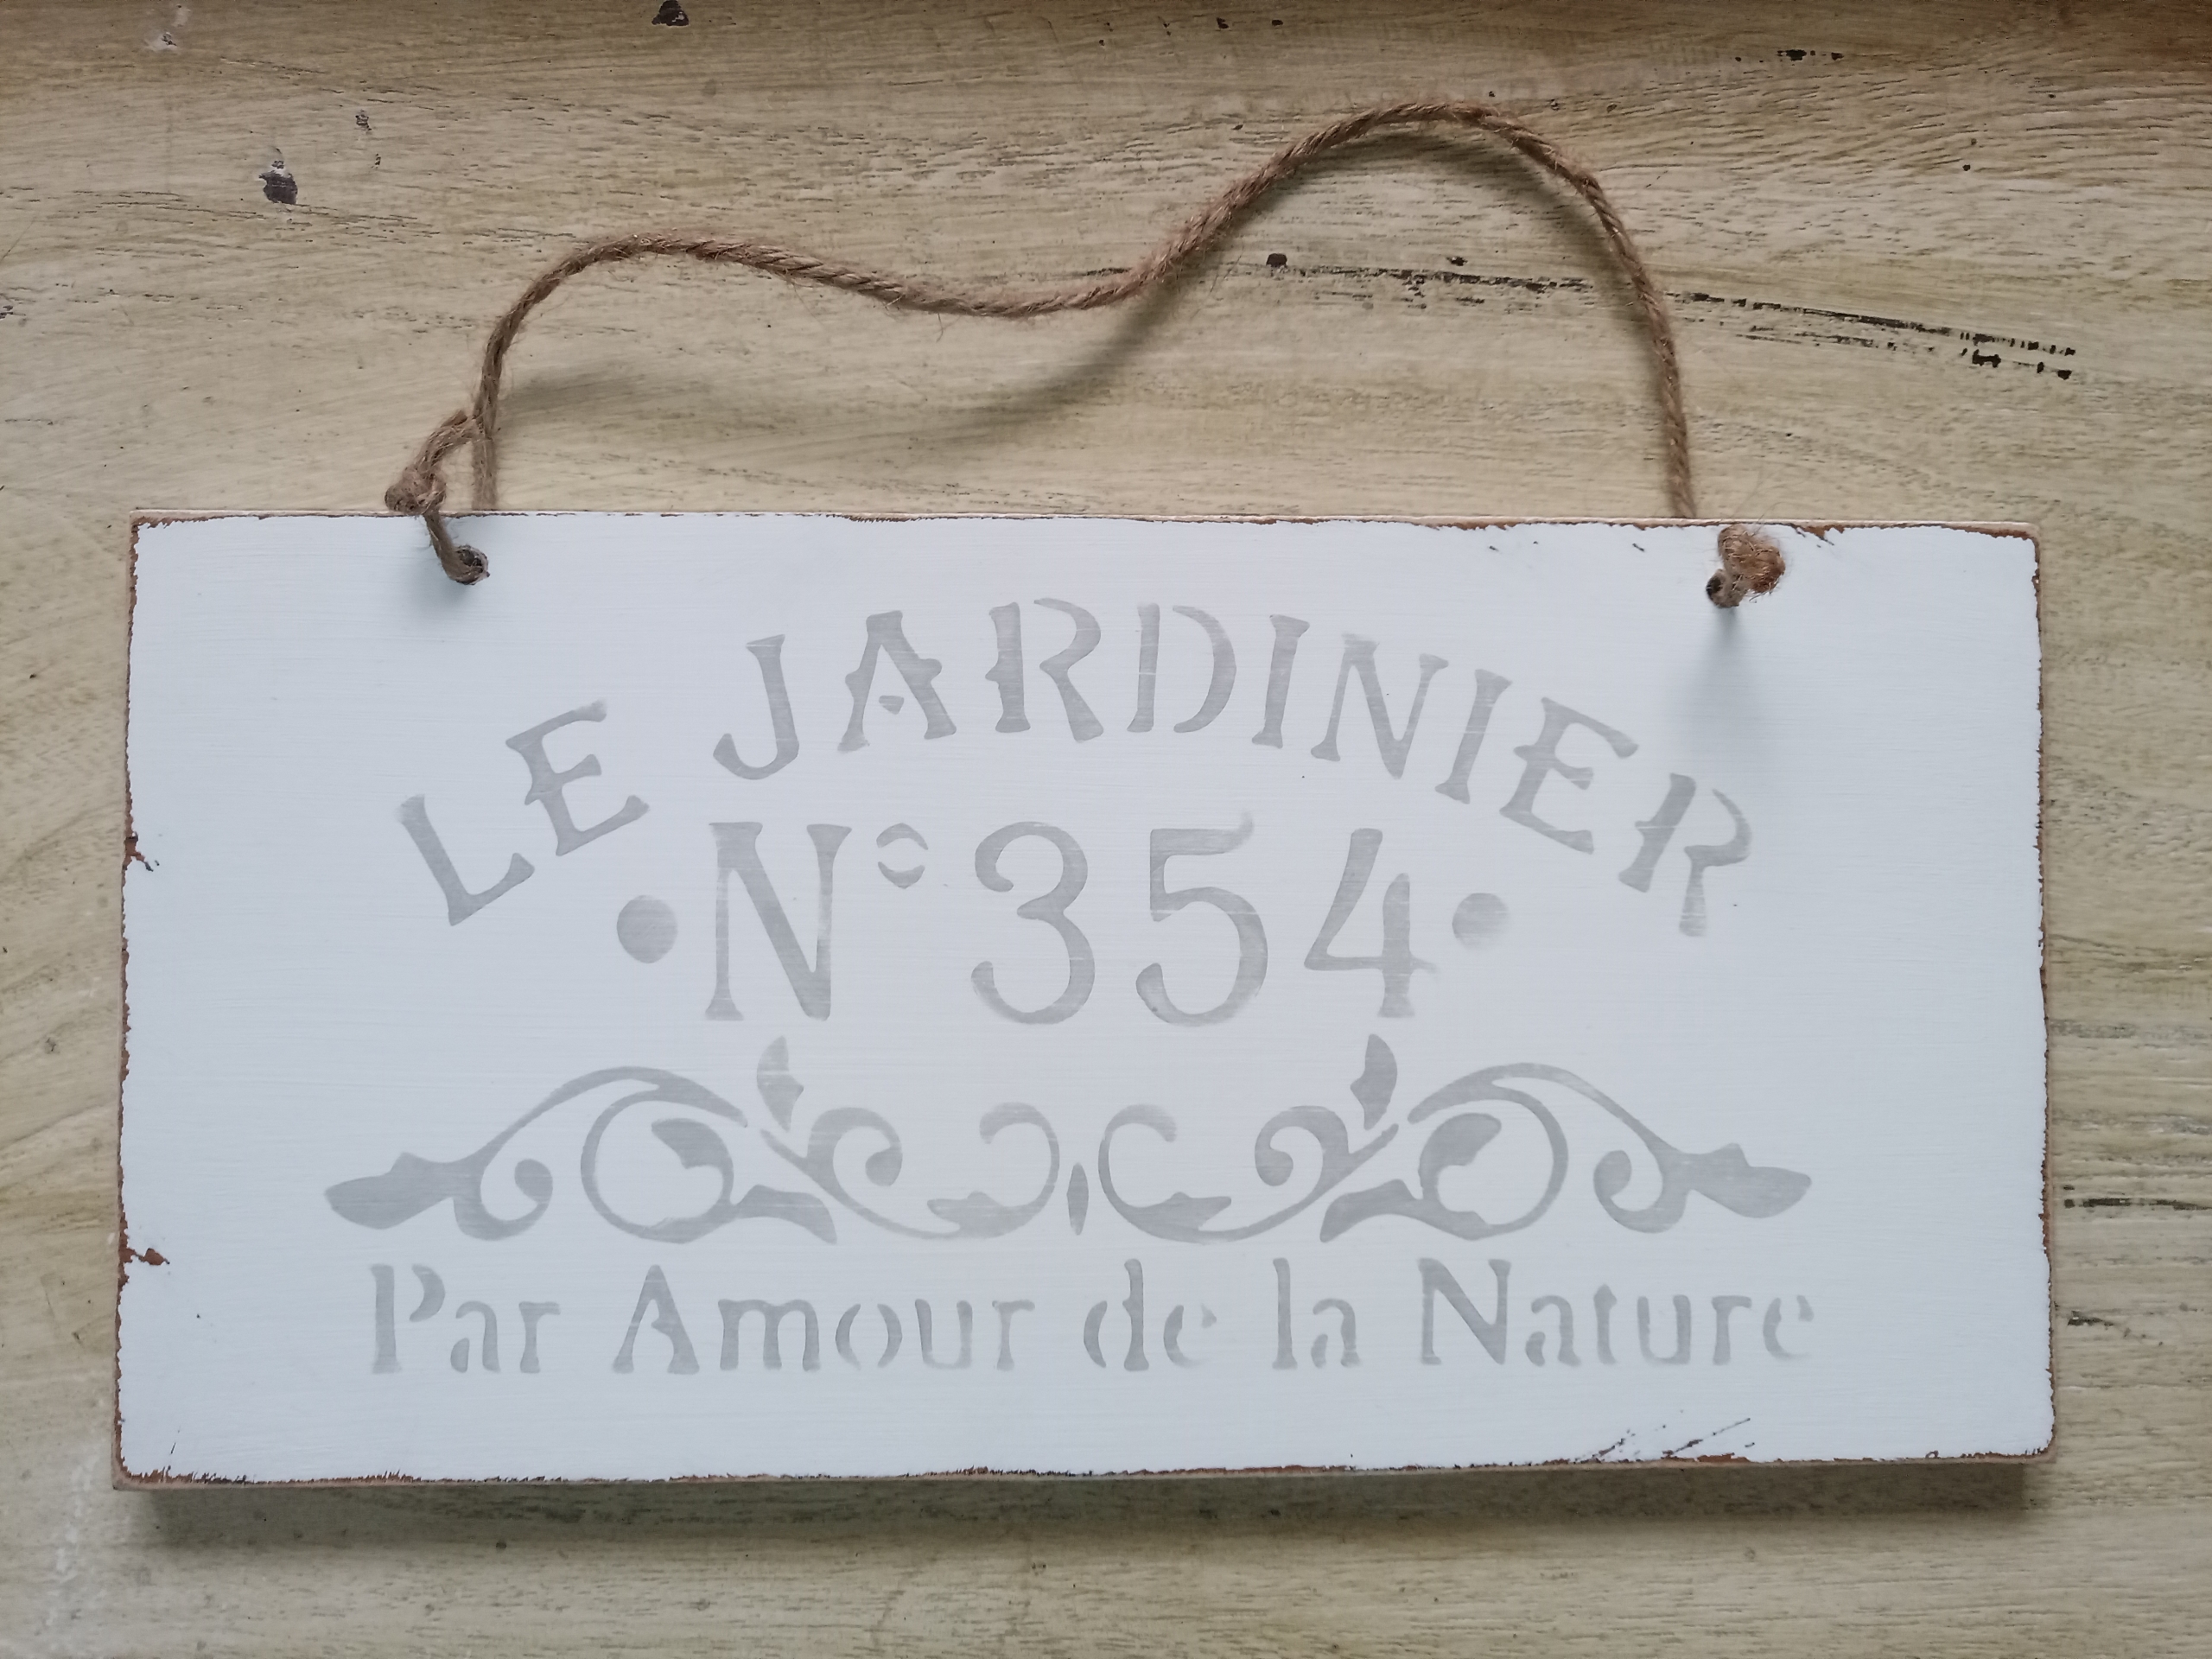 LE JARDINIER
•N°354•
Par Amour de la Nature